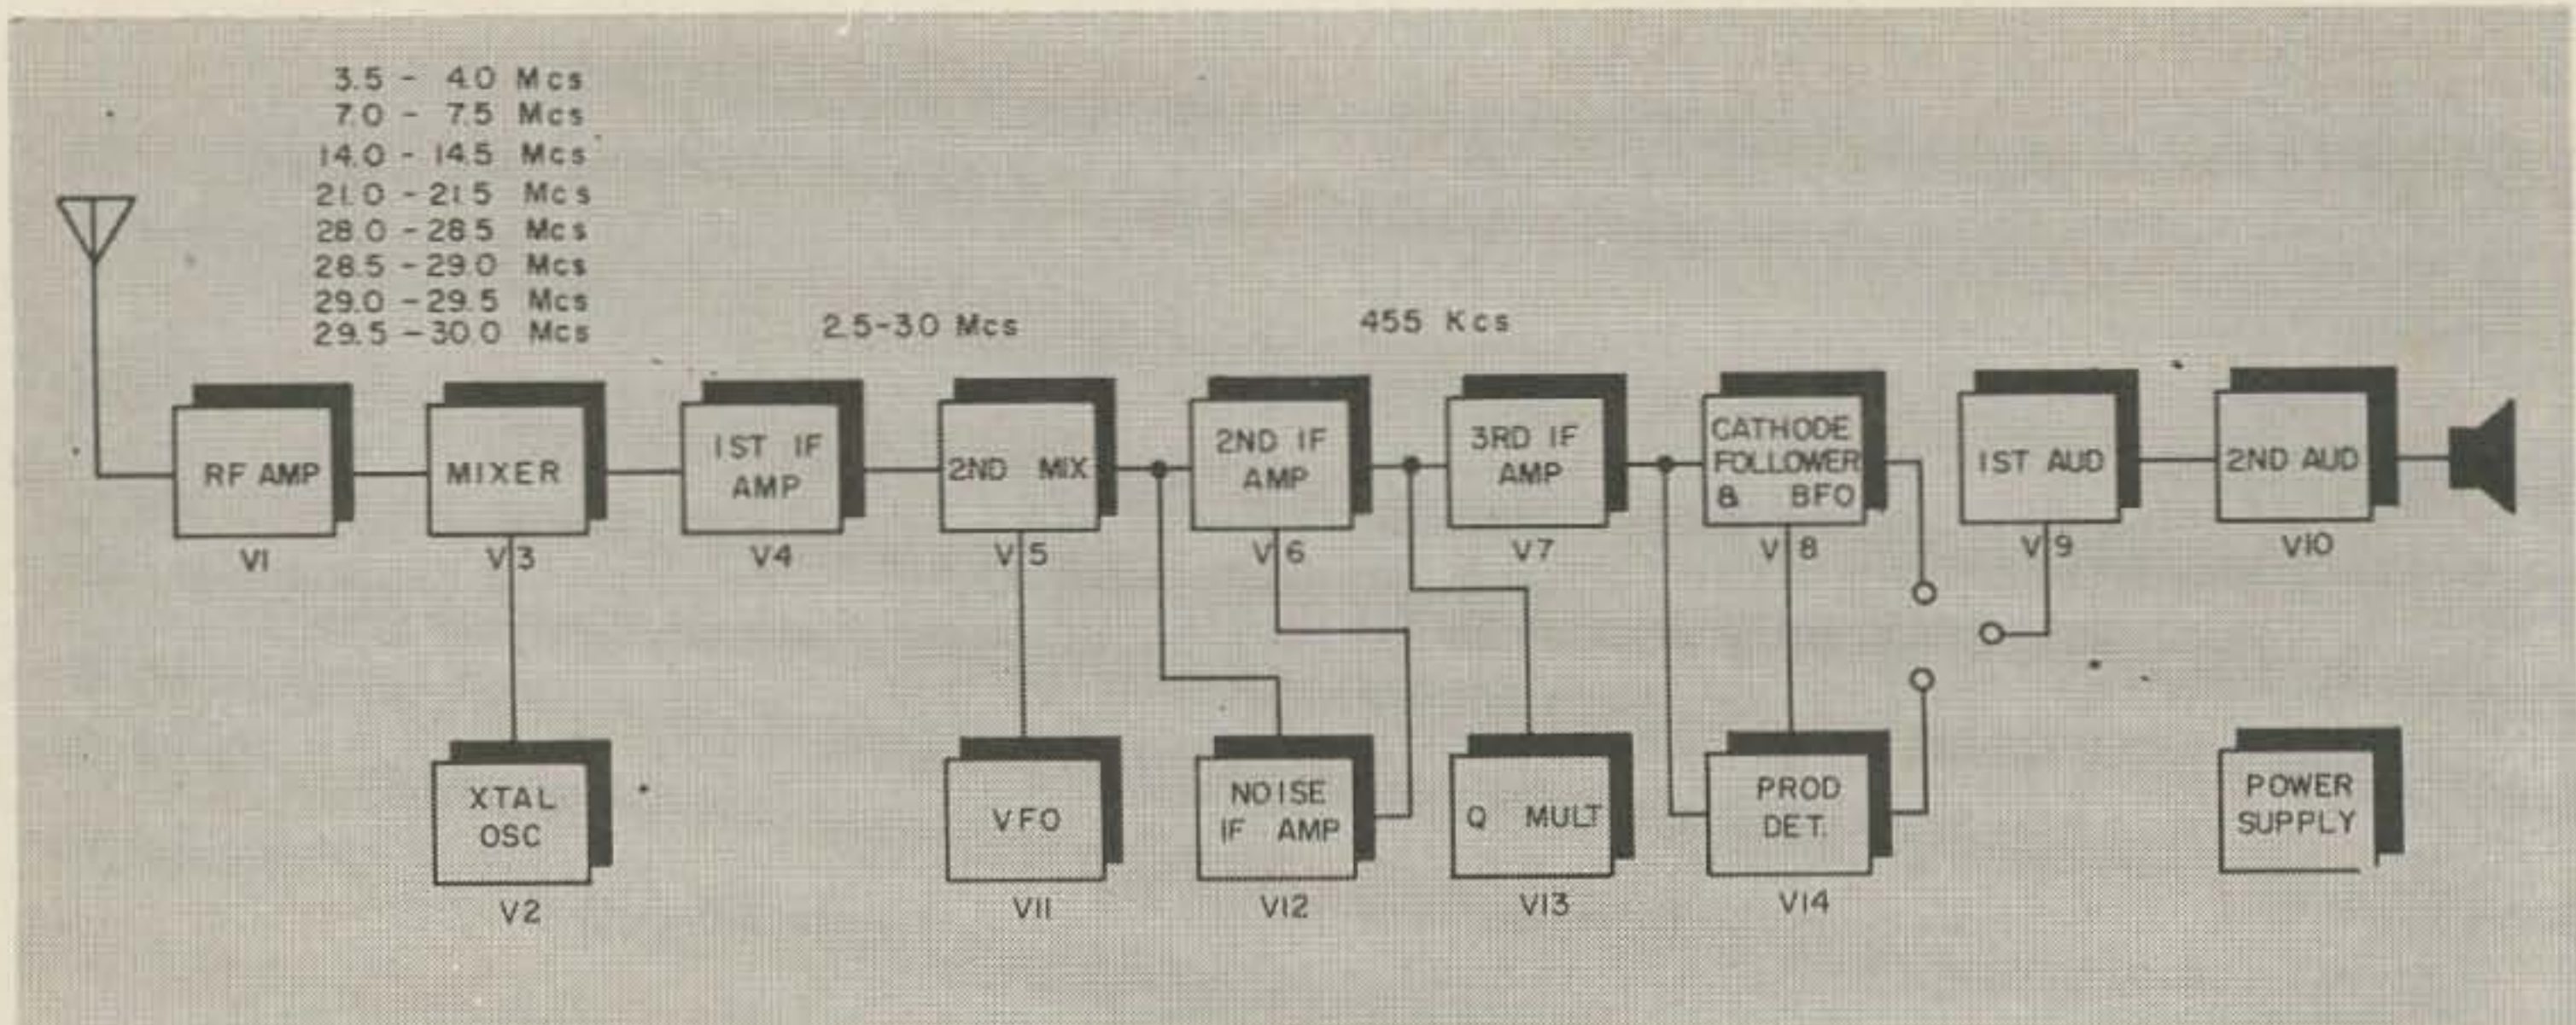 3.5 - 4.0 Mcs
7.0 - 7.5 Mcs
14.0 - 14.5 Mcs
21.0 - 21.5 Mcs
28.0 - 28.5 Mcs
28.5 - 29.0 Mcs
29.0 - 29.5 Mcs
29.5 - 30.0 Mcs
2.5-3.0 Mcs
455 Kcs
RF AMP
V1
MIXER
V3
1ST IF
AMP
V4
2ND MIX
V5
2ND IF
AMP
V6
3RD IF
AMP
V7
CATHODE
FOLLOWER
& BFO
V8
1ST AUD
V9
2ND AUD
V10
XTAL
OSC
V2
VFO
V11
NOISE
IF AMP
V12
Q MULT
V13
PROD
DET.
V14
POWER
SUPPLY